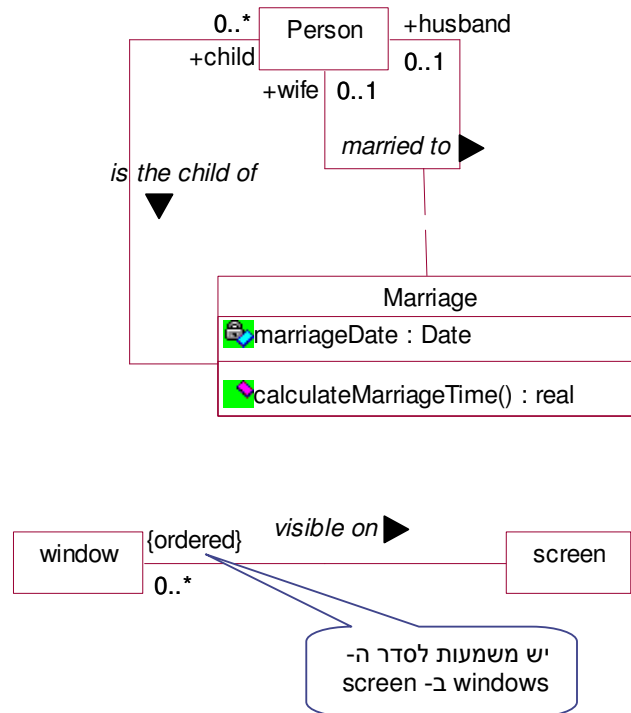 0..*
Person
+husband
+child
0..1
+wife
0..1
married to
is the child of
Marriage
marriageDate : Date
calculateMarriageTime() : real
visible on
window
{ordered}
screen
0..*
יש משמעות לסדר ה-
windows ב- screen